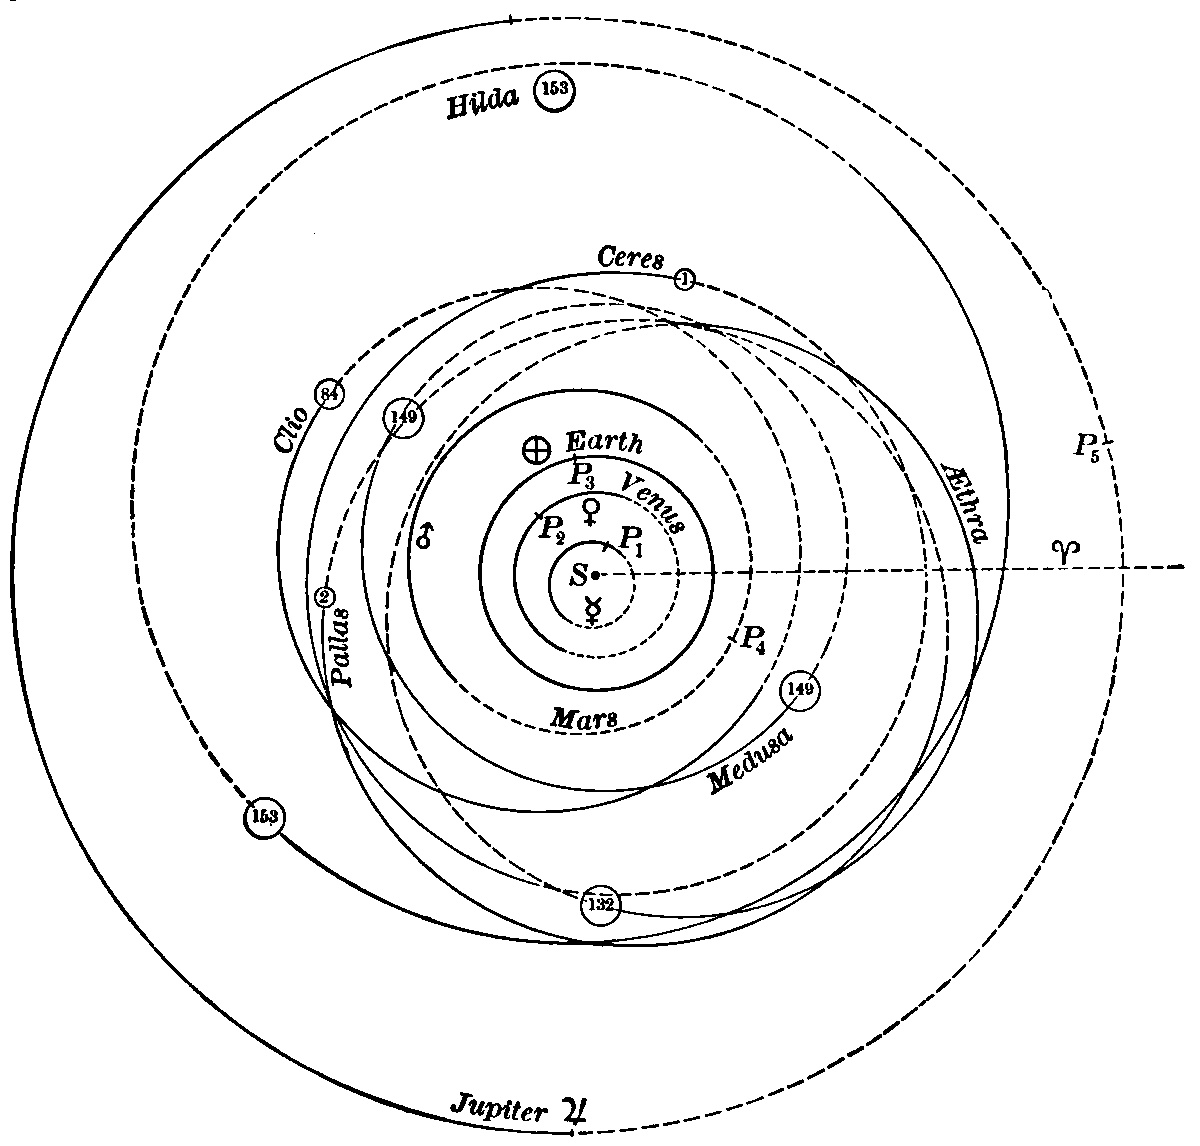 Hilda 153
Ceres 1
84
Clio
149
⊕ Earth
P₃
Venus
♀
P₂
P₁
P₅
Æthra
♂
♈
S
☿
2
Pallas
P₄
149
Mars
Medusa
153
132
Jupiter ♃